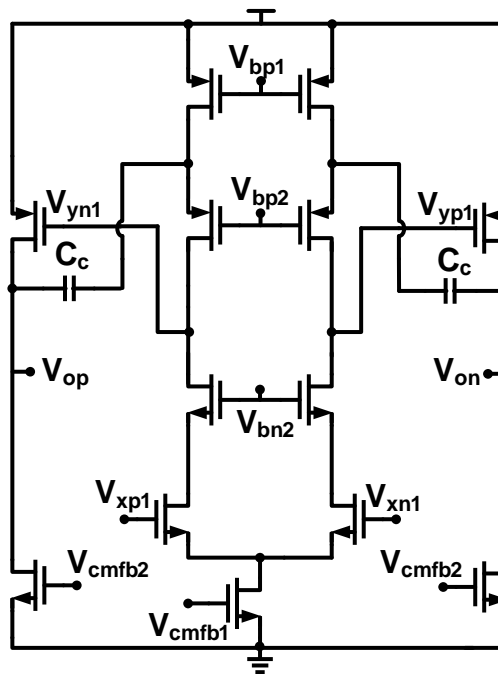 Vbp1
Vyn1
Vbp2
Vyp1
Cc
Cc
Vop
Von
Vbn2
Vxp1
Vxn1
Vcmfb2
Vcmfb2
Vcmfb1